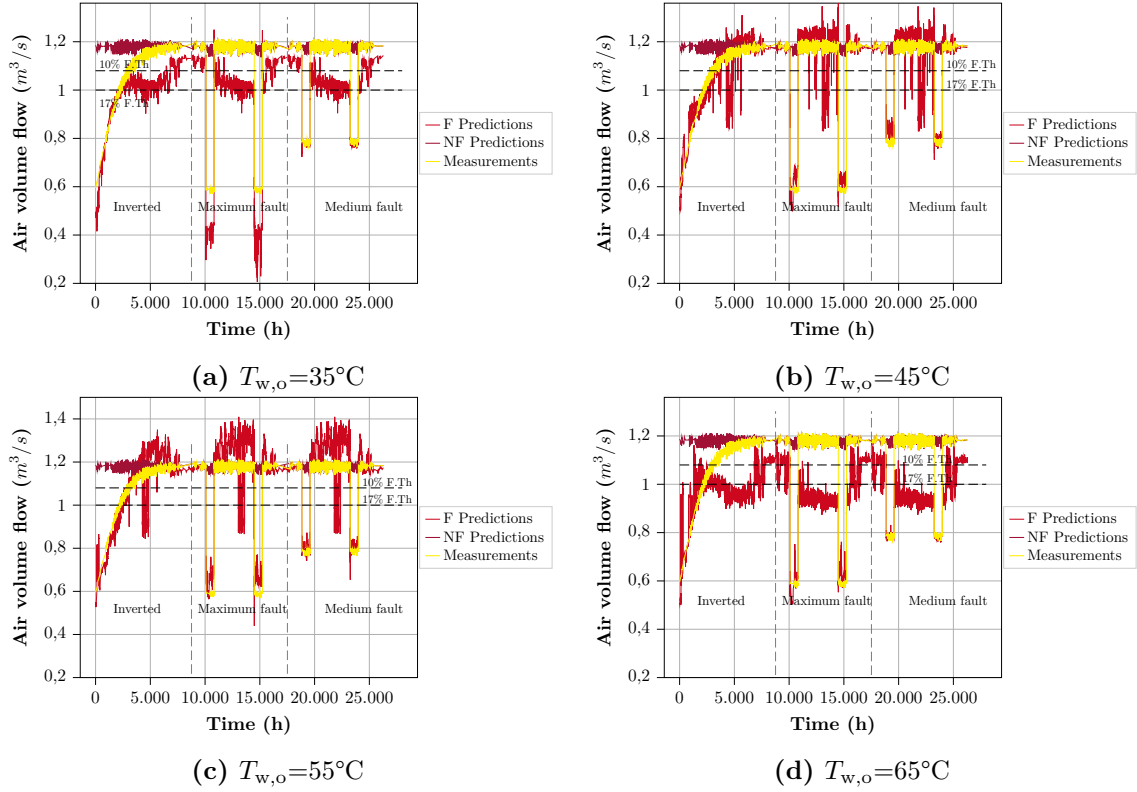 1,2
1
0,8
0,6
0,4
0,2
Air volume flow (m³/s)
10% F.Th
17% F.Th
Inverted
Maximum fault
Medium fault
0
5.000
10.000
15.000
20.000
25.000
Time (h)
F Predictions
NF Predictions
Measurements
(a) T_w,o=35°C
1,2
1
0,8
0,6
0,4
0,2
Air volume flow (m³/s)
10% F.Th
17% F.Th
Inverted
Maximum fault
Medium fault
0
5.000
10.000
15.000
20.000
25.000
Time (h)
F Predictions
NF Predictions
Measurements
(b) T_w,o=45°C
1,4
1,2
1
0,8
0,6
0,4
0,2
Air volume flow (m³/s)
10% F.Th
17% F.Th
Inverted
Maximum fault
Medium fault
0
5.000
10.000
15.000
20.000
25.000
Time (h)
F Predictions
NF Predictions
Measurements
(c) T_w,o=55°C
1,2
1
0,8
0,6
0,4
0,2
Air volume flow (m³/s)
10% F.Th
17% F.Th
Inverted
Maximum fault
Medium fault
0
5.000
10.000
15.000
20.000
25.000
Time (h)
F Predictions
NF Predictions
Measurements
(d) T_w,o=65°C